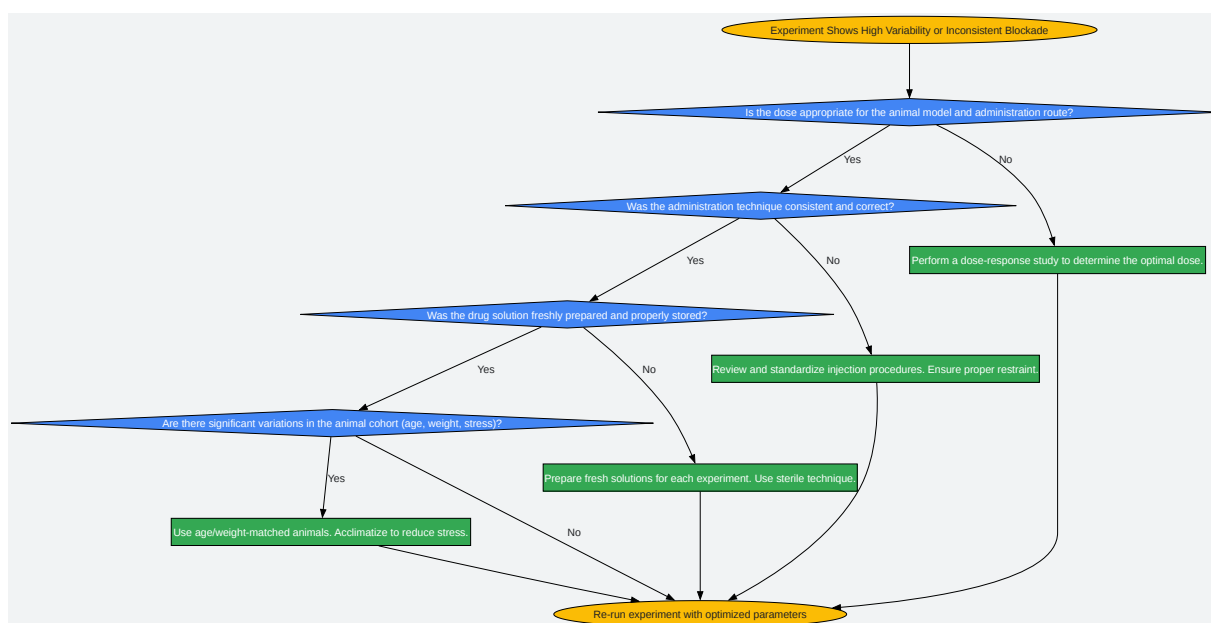 Experiment Shows High Variability or Inconsistent Blockade
Is the dose appropriate for the animal model and administration route?
Yes
No
Was the administration technique consistent and correct?
Perform a dose-response study to determine the optimal dose.
Yes
No
Was the drug solution freshly prepared and properly stored?
Review and standardize injection procedures. Ensure proper restraint.
Yes
No
Are there significant variations in the animal cohort (age, weight, stress)?
Prepare fresh solutions for each experiment. Use sterile technique.
Yes
Use age/weight-matched animals. Acclimatize to reduce stress.
No
Re-run experiment with optimized parameters